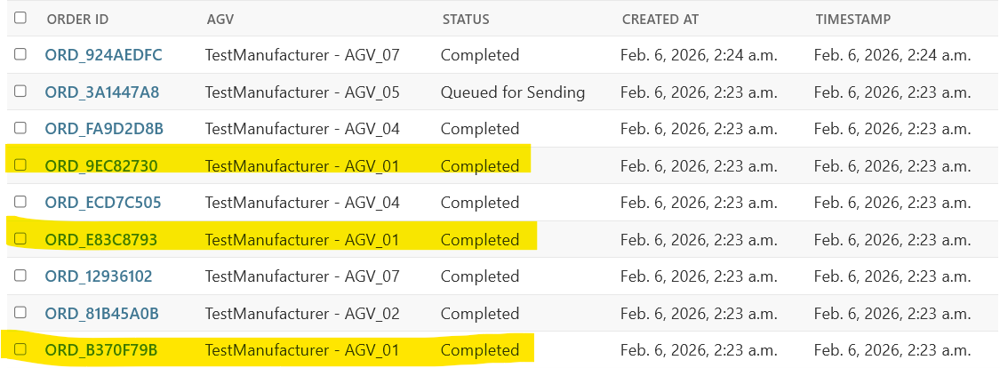 ORDER ID AGV STATUS CREATED AT TIMESTAMP
ORD_924AEDFC TestManufacturer - AGV_07 Completed Feb. 6, 2026, 2:24 a.m. Feb. 6, 2026, 2:24 a.m.
ORD_3A1447A8 TestManufacturer - AGV_05 Queued for Sending Feb. 6, 2026, 2:23 a.m. Feb. 6, 2026, 2:23 a.m.
ORD_FA9D2D8B TestManufacturer - AGV_04 Completed Feb. 6, 2026, 2:23 a.m. Feb. 6, 2026, 2:23 a.m.
ORD_9EC82730 TestManufacturer - AGV_01 Completed Feb. 6, 2026, 2:23 a.m. Feb. 6, 2026, 2:23 a.m.
ORD_ECD7C505 TestManufacturer - AGV_04 Completed Feb. 6, 2026, 2:23 a.m. Feb. 6, 2026, 2:23 a.m.
ORD_E83C8793 TestManufacturer - AGV_01 Completed Feb. 6, 2026, 2:23 a.m. Feb. 6, 2026, 2:23 a.m.
ORD_12936102 TestManufacturer - AGV_07 Completed Feb. 6, 2026, 2:23 a.m. Feb. 6, 2026, 2:23 a.m.
ORD_81B45A0B TestManufacturer - AGV_02 Completed Feb. 6, 2026, 2:23 a.m. Feb. 6, 2026, 2:23 a.m.
ORD_B370F79B TestManufacturer - AGV_01 Completed Feb. 6, 2026, 2:23 a.m. Feb. 6, 2026, 2:23 a.m.